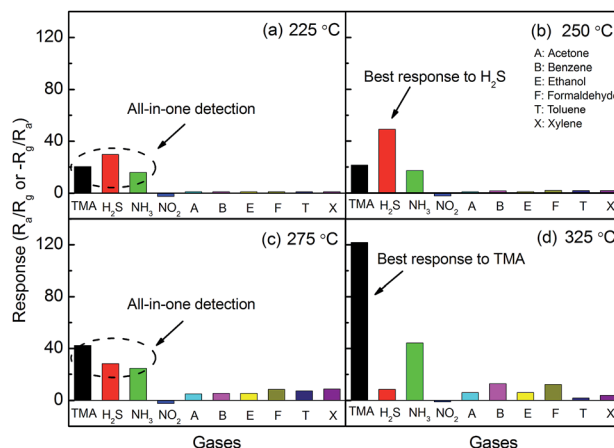 Response (Ra/Rg or -Rg/Ra)
120
80
40
0
(a) 225 °C
All-in-one detection
TMA H2S NH3 NO2 A B E F T X
(b) 250 °C
A: Acetone
B: Benzene
E: Ethanol
F: Formaldehyde
T: Toluene
X: Xylene
Best response to H2S
TMA H2S NH3 NO2 A B E F T X
120
80
40
0
(c) 275 °C
All-in-one detection
TMA H2S NH3 NO2 A B E F T X
Gases
(d) 325 °C
Best response to TMA
TMA H2S NH3 NO2 A B E F T X
Gases